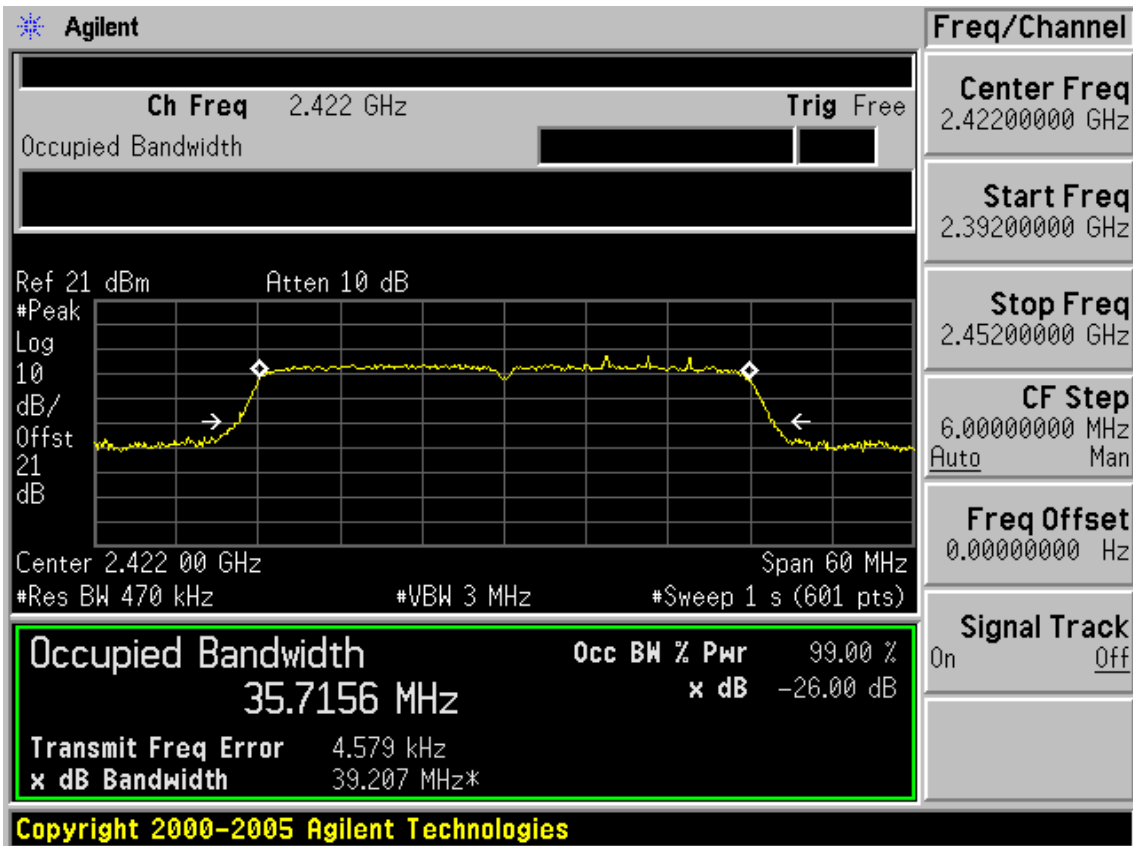 Agilent
Ch Freq 2.422 GHz Trig Free
Occupied Bandwidth
Ref 21 dBm Atten 10 dB
#Peak
Log
10
dB/
Offst
21
dB
Center 2.422 00 GHz Span 60 MHz
#Res BW 470 kHz #VBW 3 MHz #Sweep 1 s (601 pts)
Occupied Bandwidth
35.7156 MHz
Occ BW % Pwr 99.00 %
x dB -26.00 dB
Transmit Freq Error 4.579 kHz
x dB Bandwidth 39.207 MHz*
Copyright 2000-2005 Agilent Technologies
Freq/Channel
Center Freq
2.42200000 GHz
Start Freq
2.39200000 GHz
Stop Freq
2.45200000 GHz
CF Step
6.00000000 MHz
Auto Man
Freq Offset
0.00000000 Hz
Signal Track
On Off